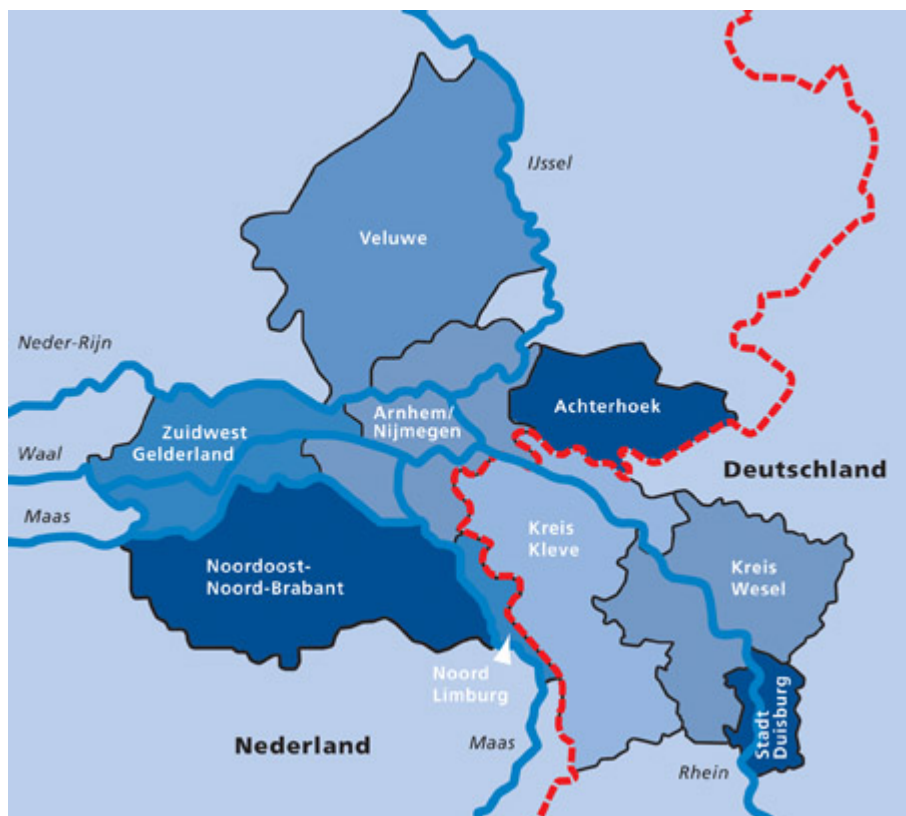 IJssel
Veluwe
Neder-Rijn
Arnhem/
Nijmegen
Achterhoek
Zuidwest
Gelderland
Waal
Deutschland
Maas
Kreis
Kleve
Noordoost-
Noord-Brabant
Kreis
Wesel
Noord
Limburg
Stadt
Duisburg
Nederland
Maas
Rhein